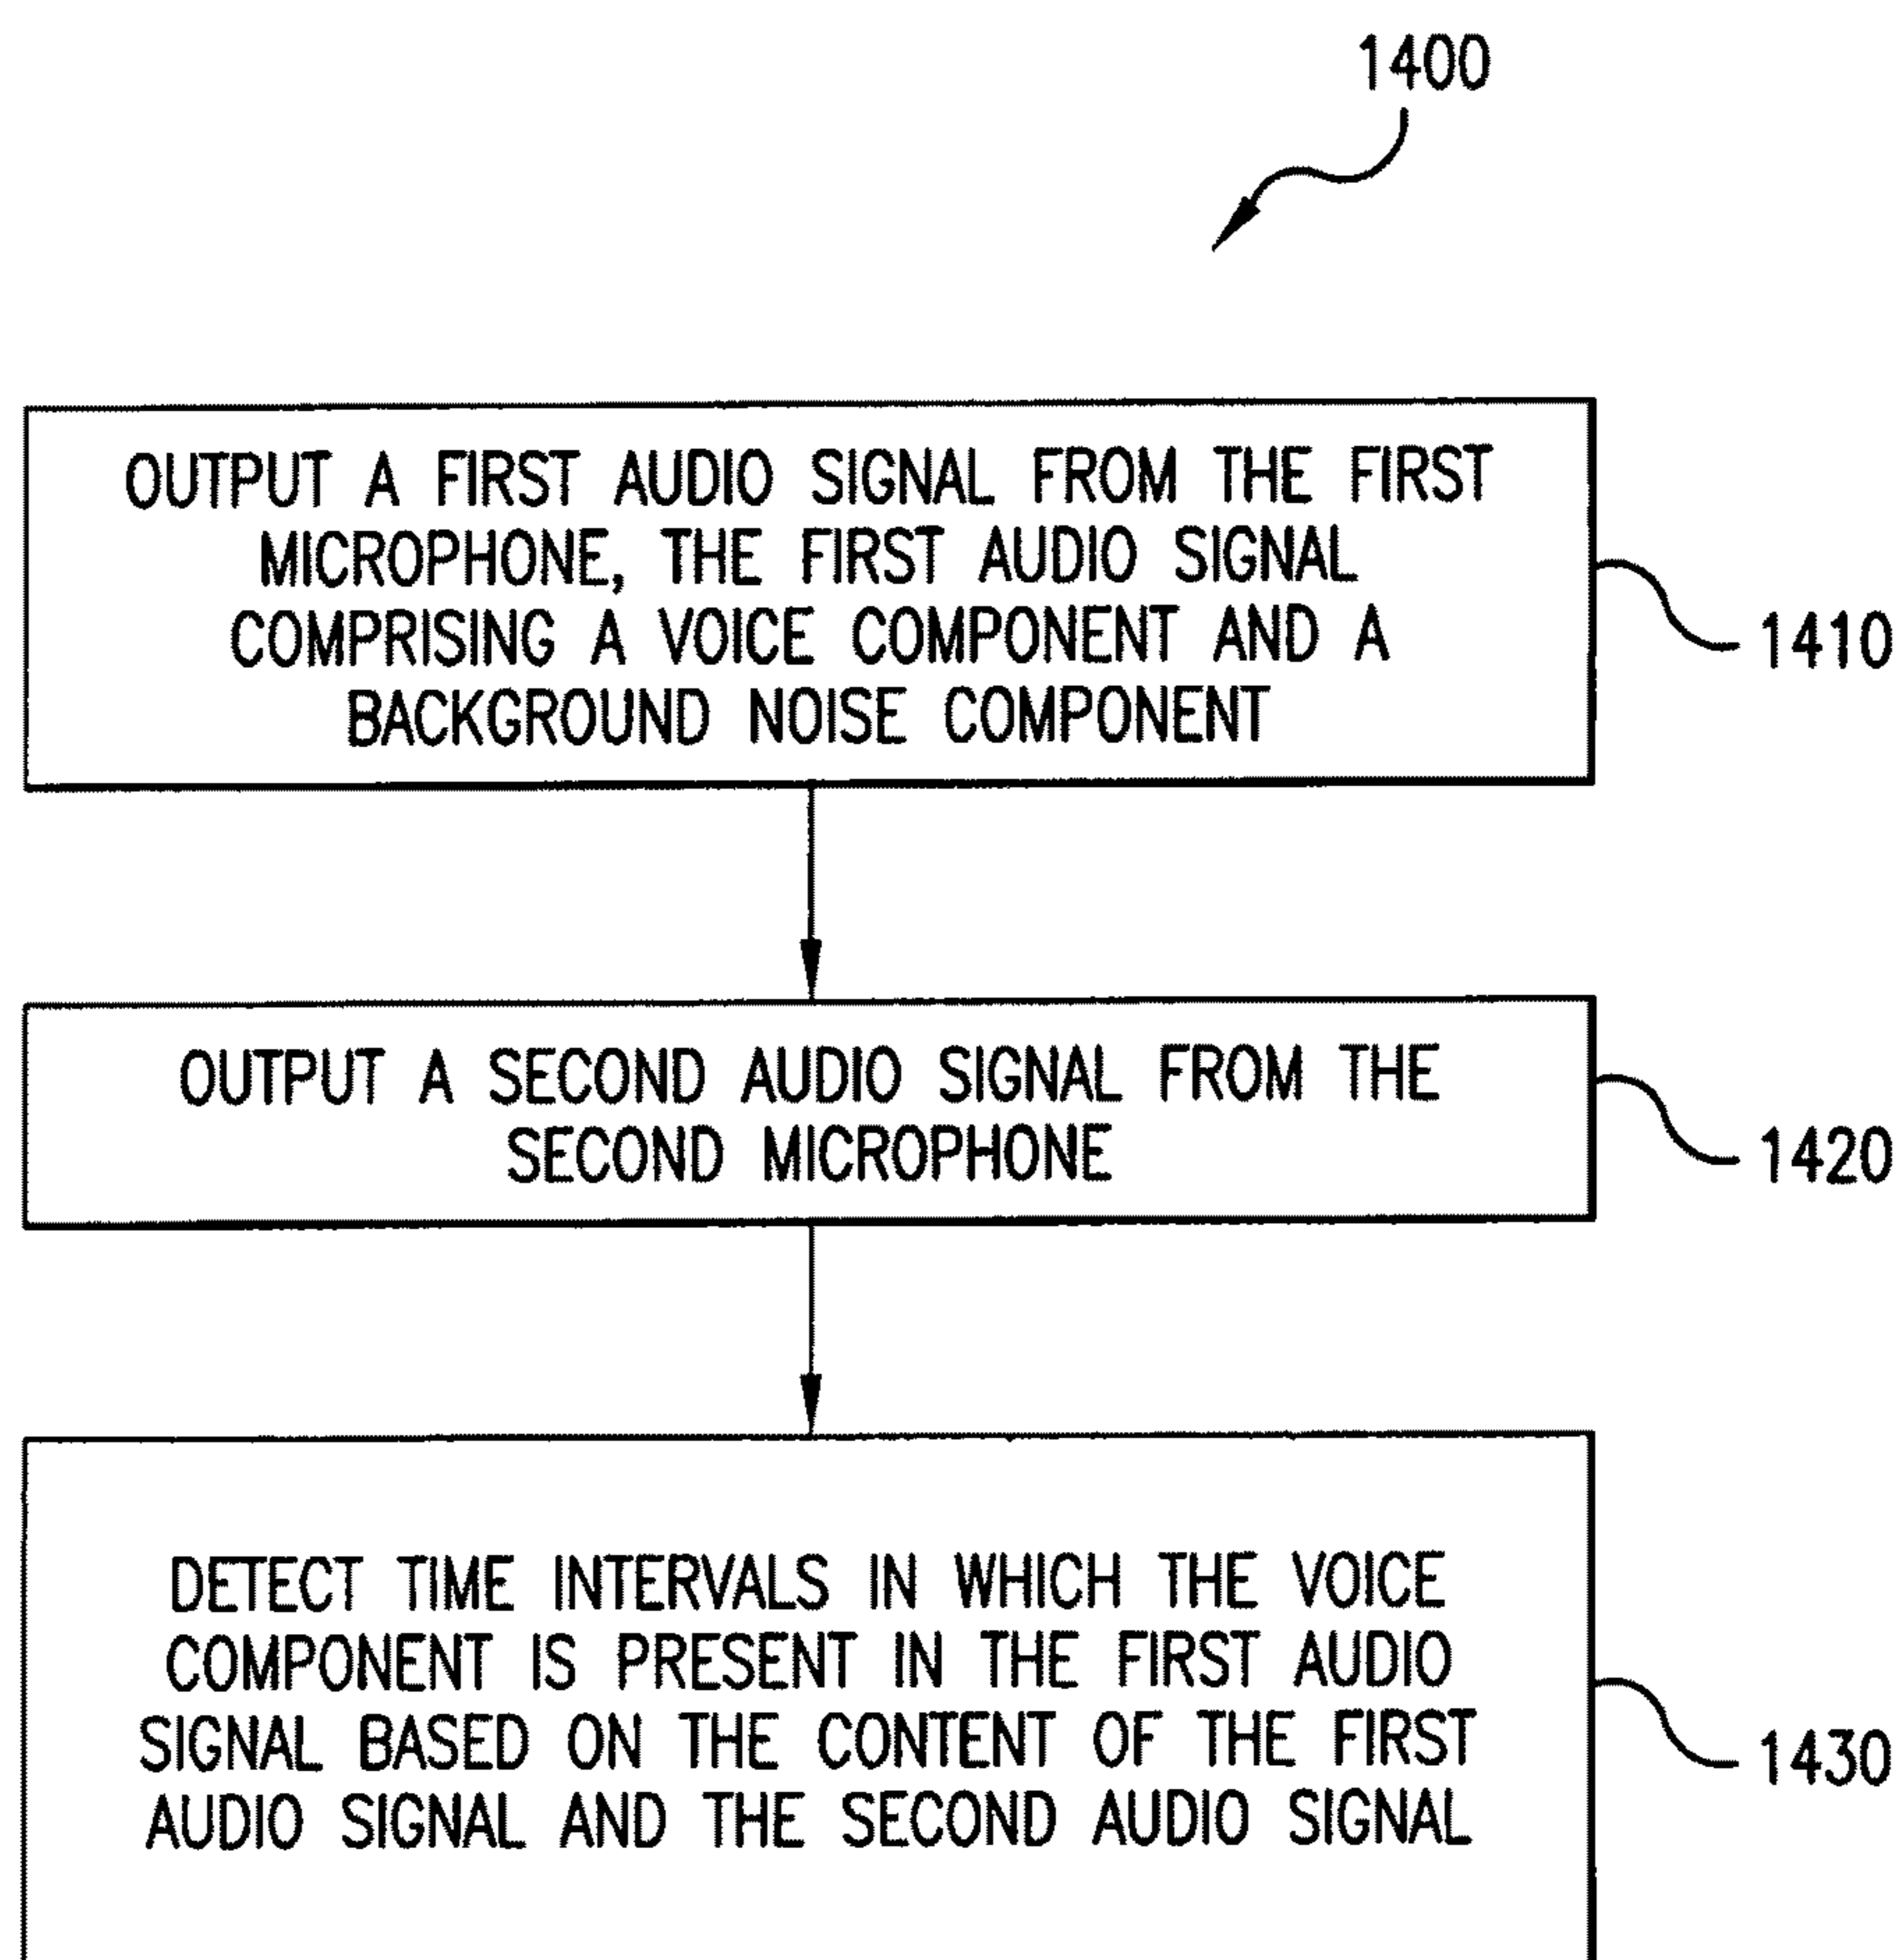 1400
OUTPUT A FIRST AUDIO SIGNAL FROM THE FIRST
MICROPHONE, THE FIRST AUDIO SIGNAL
COMPRISING A VOICE COMPONENT AND A
BACKGROUND NOISE COMPONENT
1410
OUTPUT A SECOND AUDIO SIGNAL FROM THE
SECOND MICROPHONE
1420
DETECT TIME INTERVALS IN WHICH THE VOICE
COMPONENT IS PRESENT IN THE FIRST AUDIO
SIGNAL BASED ON THE CONTENT OF THE FIRST
AUDIO SIGNAL AND THE SECOND AUDIO SIGNAL
1430